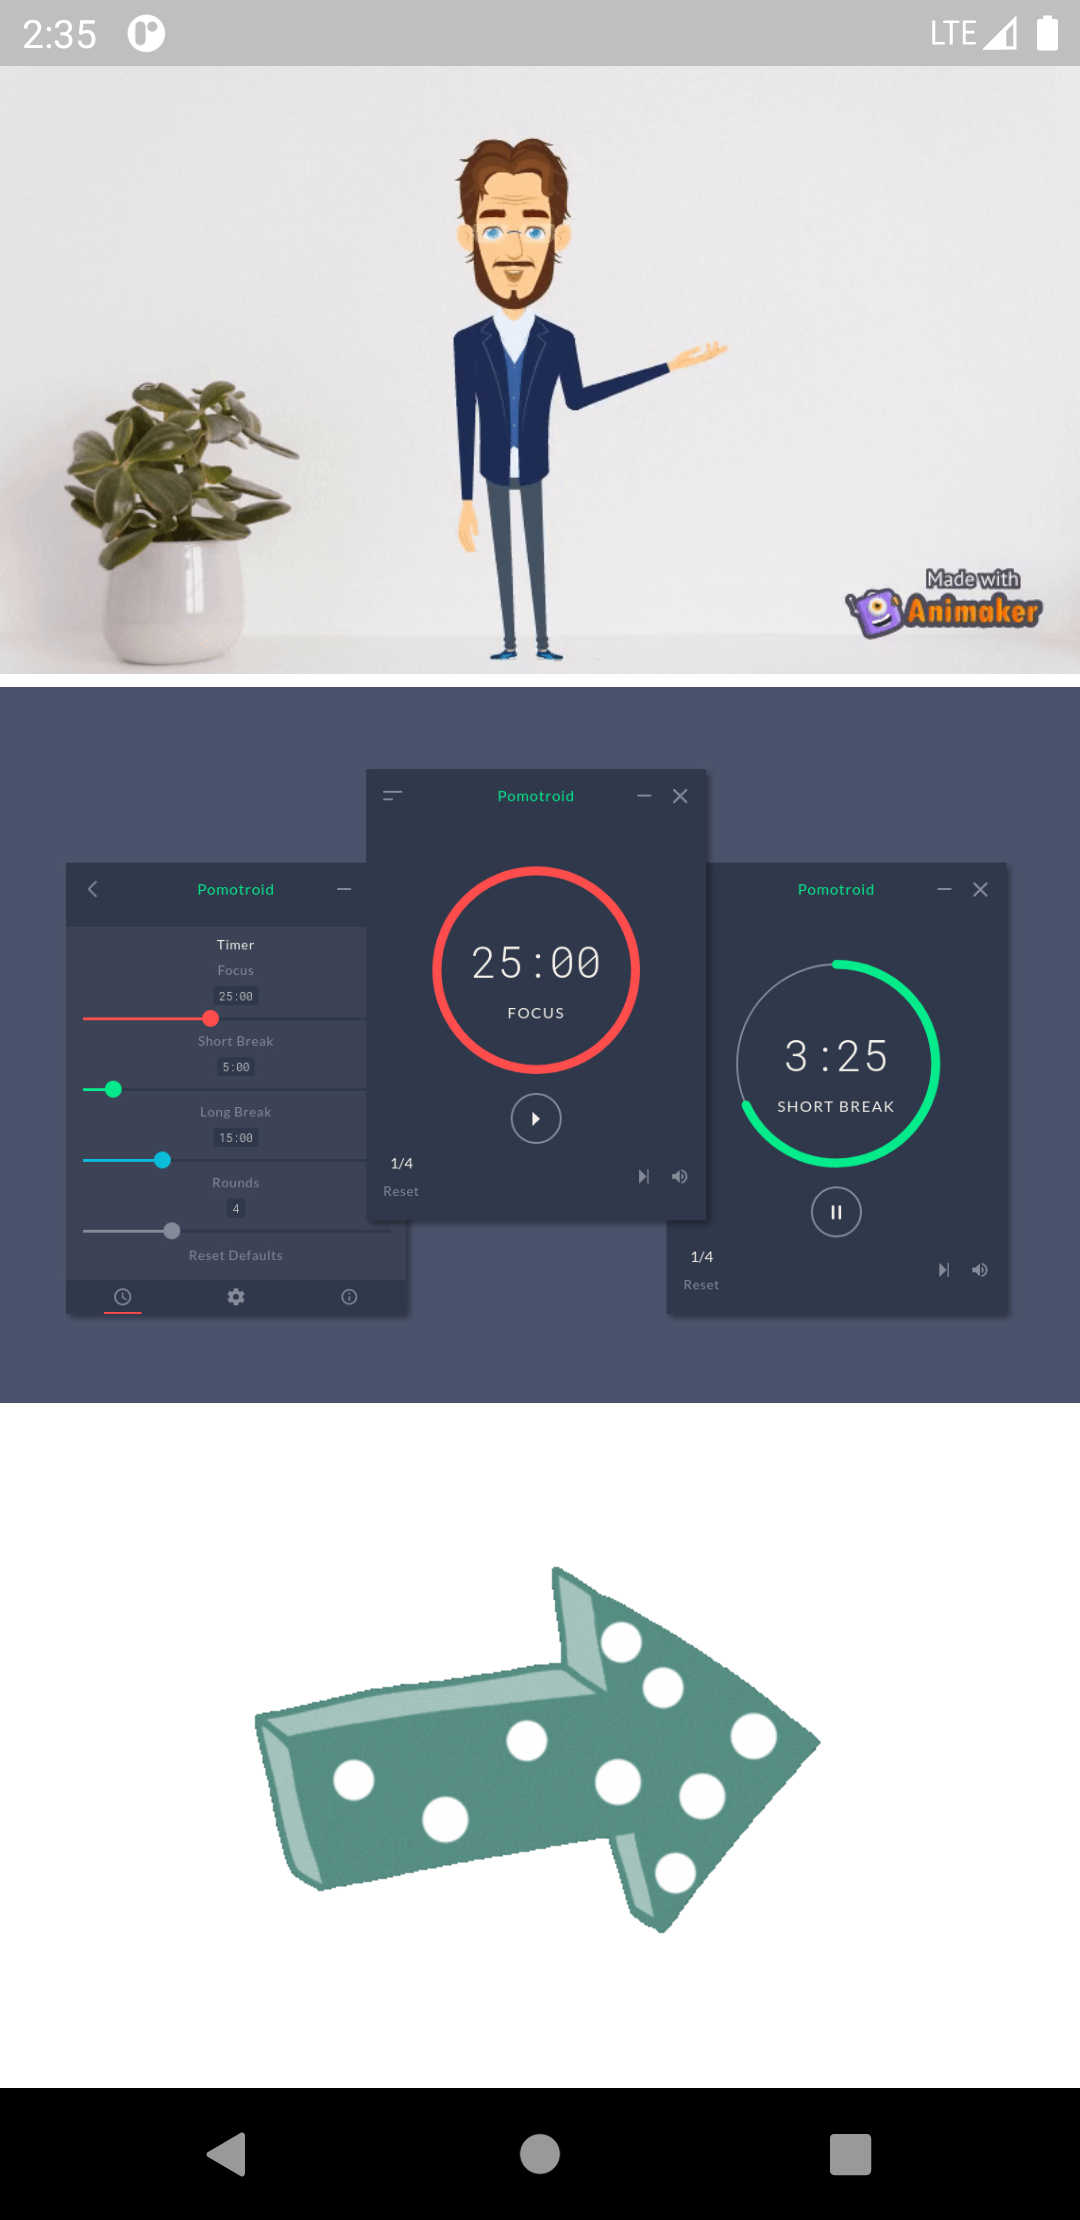 2:35
LTE
Made with
Animaker
Pomotroid
Timer
Focus
25:00
Short Break
5:00
Long Break
15:00
Rounds
4
Reset Defaults
Pomotroid
25:00
FOCUS
1/4
Reset
Pomotroid
3:25
SHORT BREAK
1/4
Reset